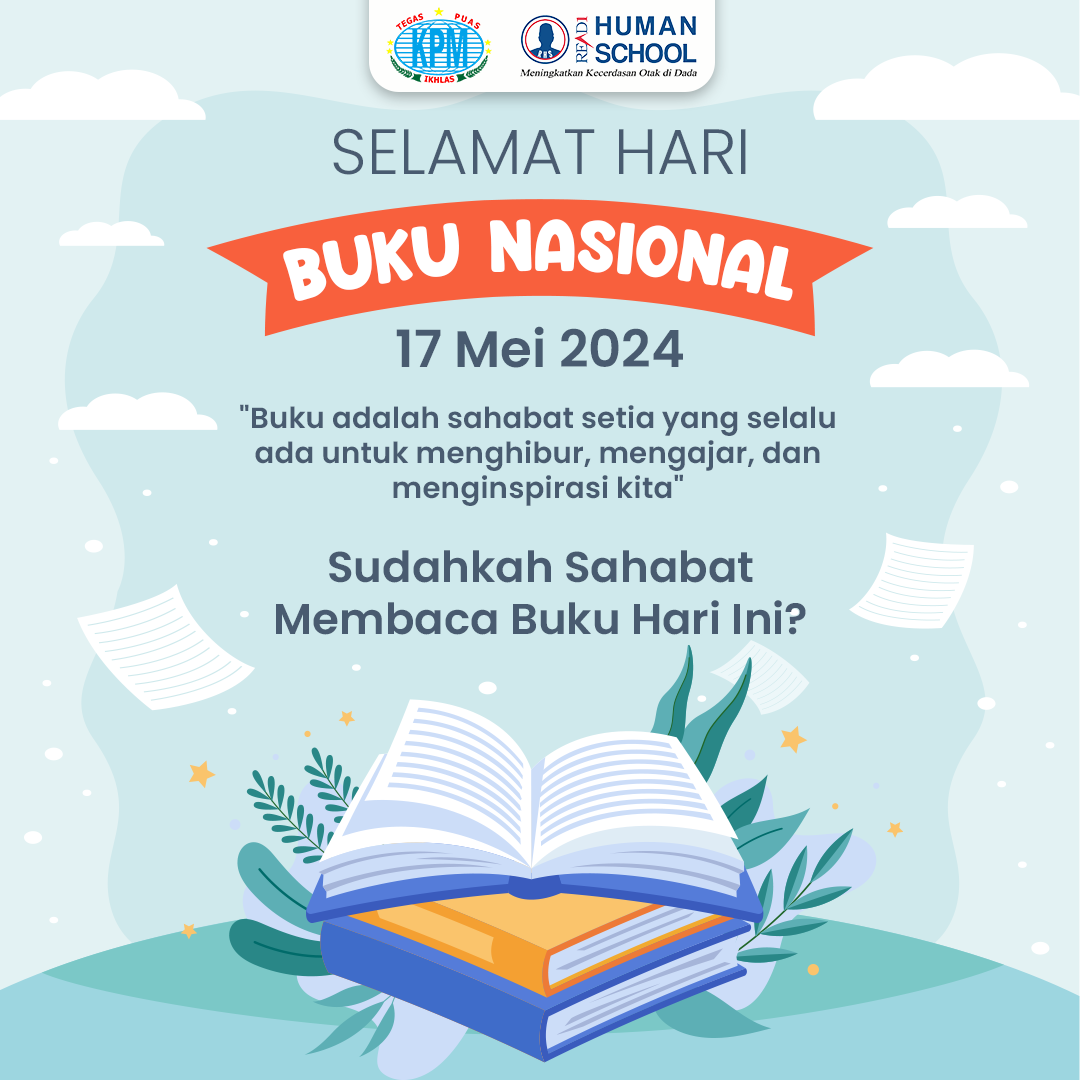 TEGAS PUAS
KPM
IKHLAS
RHS
READI
HUMAN
SCHOOL
Meningkatkan Kecerdasan Otak di Dada
SELAMAT HARI
BUKU NASIONAL
17 Mei 2024
"Buku adalah sahabat setia yang selalu
ada untuk menghibur, mengajar, dan
menginspirasi kita"
Sudahkah Sahabat
Membaca Buku Hari Ini?